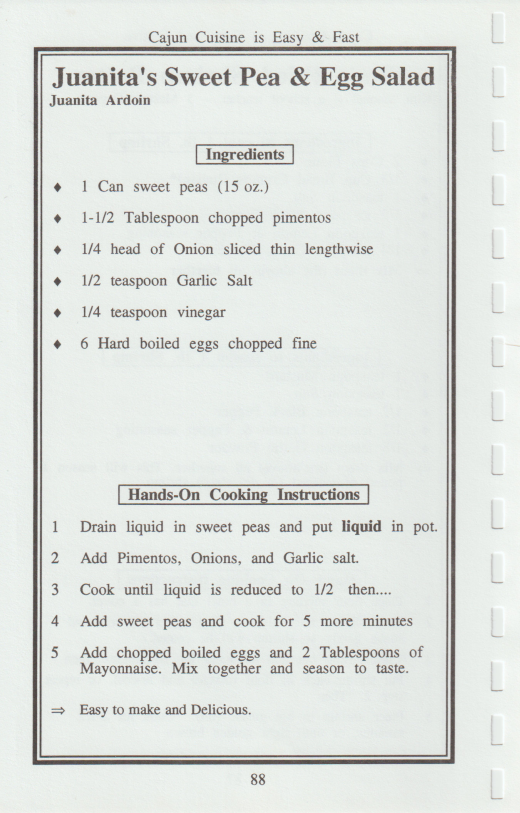 Cajun Cuisine is Easy & Fast
Juanita's Sweet Pea & Egg Salad
Juanita Ardoin
Ingredients
♦ 1 Can sweet peas (15 oz.)
♦ 1-1/2 Tablespoon chopped pimentos
♦ 1/4 head of Onion sliced thin lengthwise
♦ 1/2 teaspoon Garlic Salt
♦ 1/4 teaspoon vinegar
♦ 6 Hard boiled eggs chopped fine
Hands-On Cooking Instructions
1 Drain liquid in sweet peas and put liquid in pot.
2 Add Pimentos, Onions, and Garlic salt.
3 Cook until liquid is reduced to 1/2 then....
4 Add sweet peas and cook for 5 more minutes
5 Add chopped boiled eggs and 2 Tablespoons of
Mayonnaise. Mix together and season to taste.
⇒ Easy to make and Delicious.
88